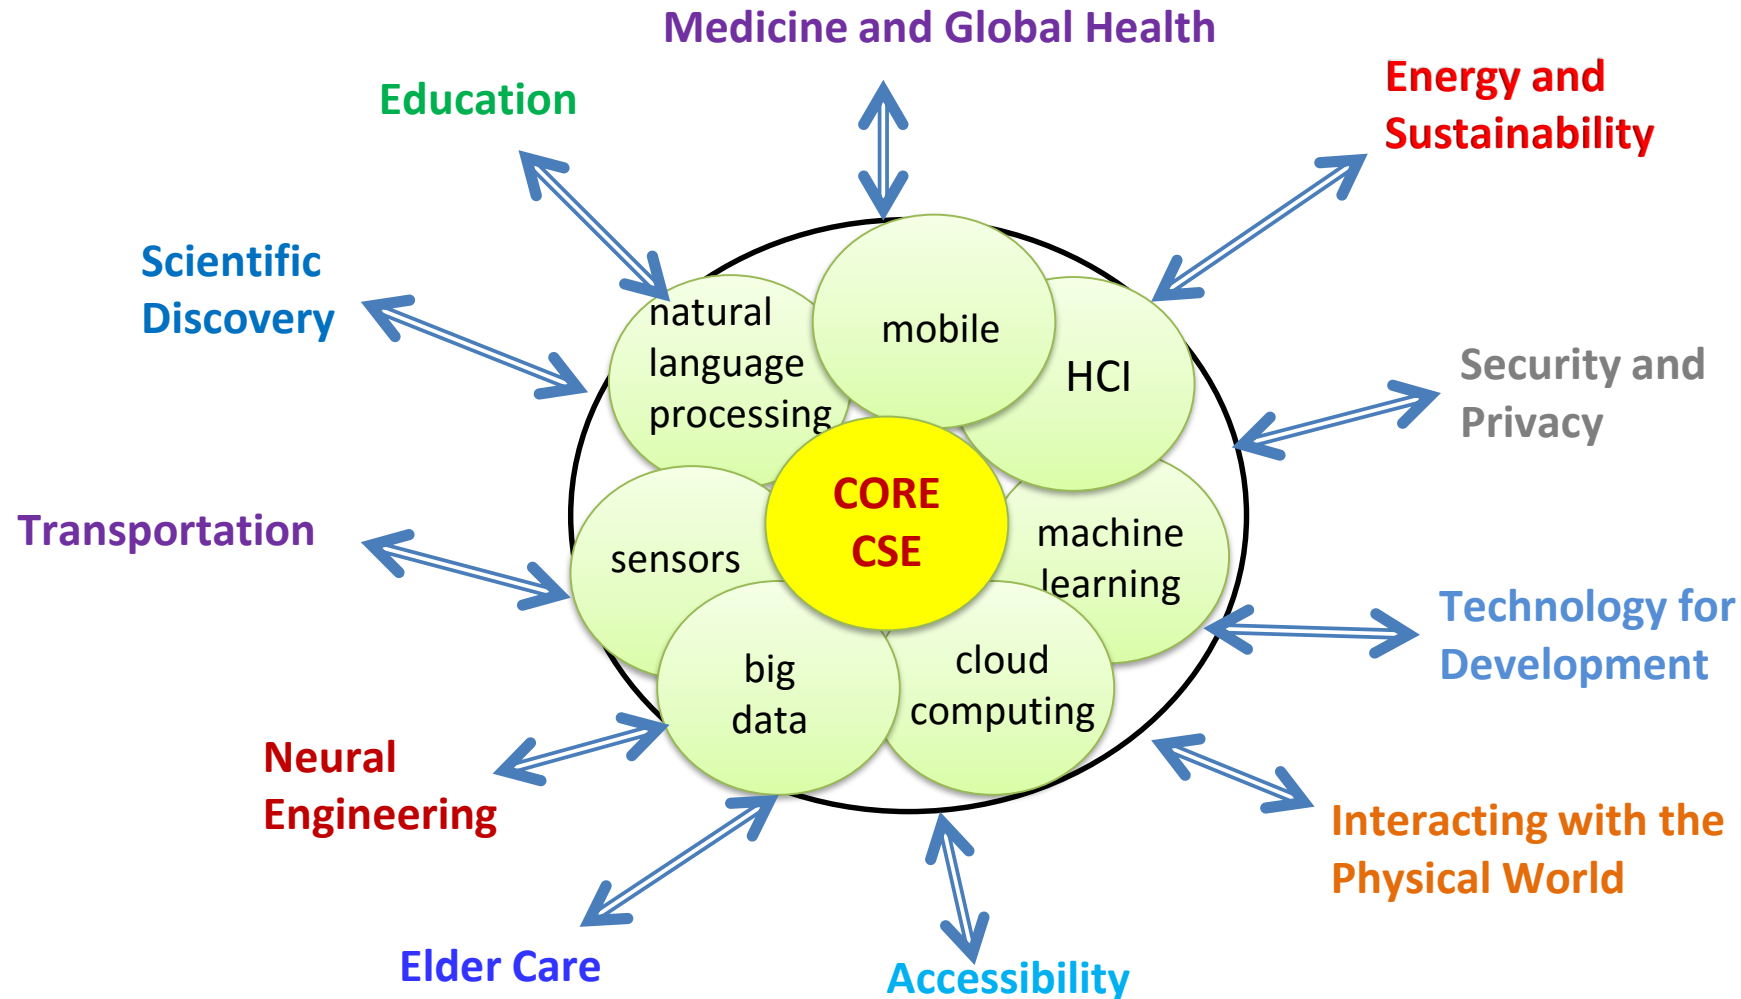 Medicine and Global Health
Education
Energy and
Sustainability
Scientific
Discovery
natural
language
processing
mobile
HCI
Security and
Privacy
CORE
CSE
Transportation
sensors
machine
learning
Technology for
Development
big
data
cloud
computing
Neural
Engineering
Interacting with the
Physical World
Elder Care
Accessibility